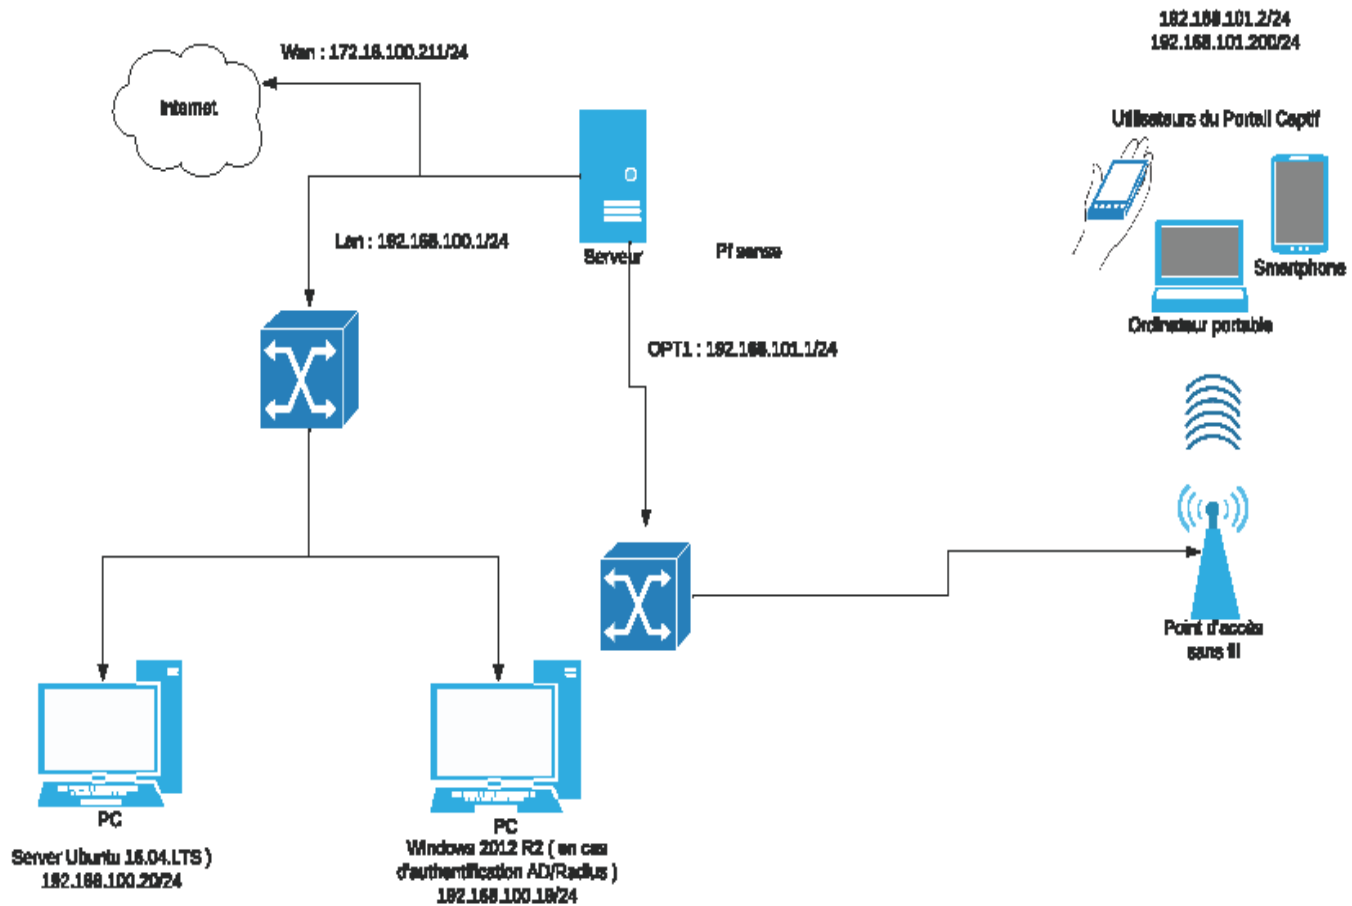 192.168.101.2/24
192.168.101.200/24
Wan : 172.16.100.211/24
Internet
Utilisateurs du Portail Captif
Lan : 192.168.100.1/24
Serveur
Pf sense
Smartphone
Ordinateur portable
OPT1 : 192.168.101.1/24
Point d'accès
sans fil
PC
Server Ubuntu 16.04.LTS )
192.168.100.20/24
PC
Windows 2012 R2 ( en cas
d'authentification AD/Radius )
192.168.100.19/24